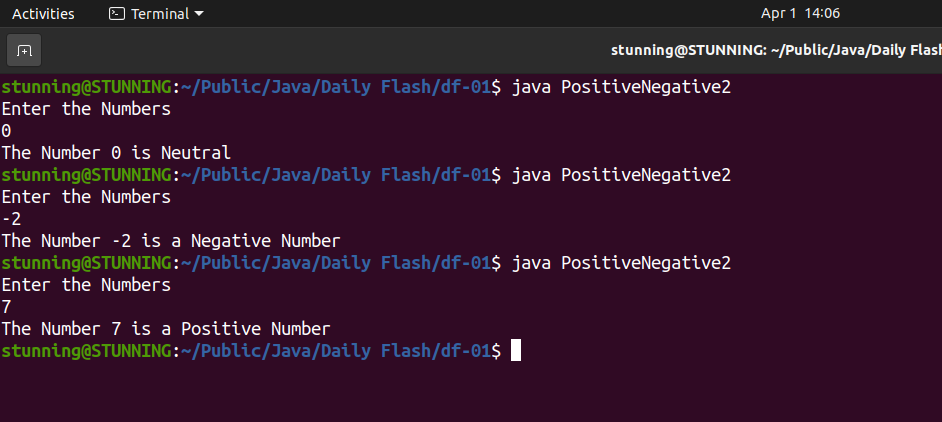 Activities Terminal Apr 1 14:06
stunning@STUNNING: ~/Public/Java/Daily
stunning@STUNNING:~/Public/Java/Daily Flash/df-01$ java PositiveNegative2
Enter the Numbers
0
The Number 0 is Neutral
stunning@STUNNING:~/Public/Java/Daily Flash/df-01$ java PositiveNegative2
Enter the Numbers
-2
The Number -2 is a Negative Number
stunning@STUNNING:~/Public/Java/Daily Flash/df-01$ java PositiveNegative2
Enter the Numbers
7
The Number 7 is a Positive Number
stunning@STUNNING:~/Public/Java/Daily Flash/df-01$